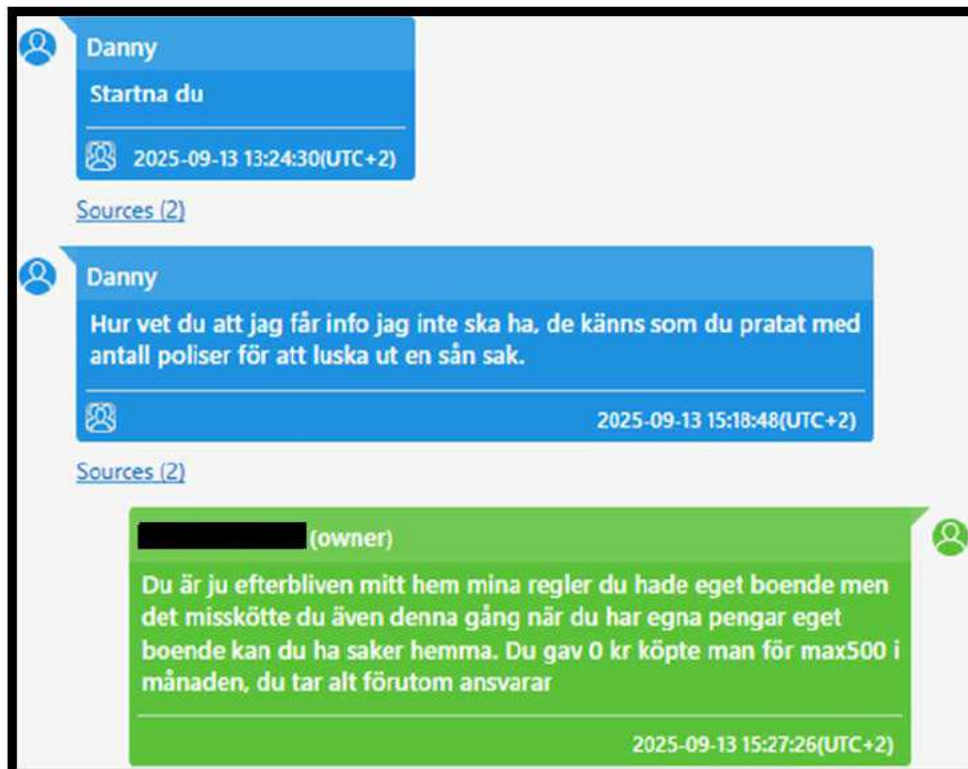 Danny
Startna du
2025-09-13 13:24:30(UTC+2)
Sources (2)
Danny
Hur vet du att jag får info jag inte ska ha, de känns som du pratat med
antall poliser för att luska ut en sån sak.
2025-09-13 15:18:48(UTC+2)
Sources (2)
(owner)
Du är ju efterbliven mitt hem mina regler du hade eget boende men
det misskötte du även denna gång när du har egna pengar eget
boende kan du ha saker hemma. Du gav 0 kr köpte man för max500 i
månaden, du tar alt förutom ansvarar
2025-09-13 15:27:26(UTC+2)